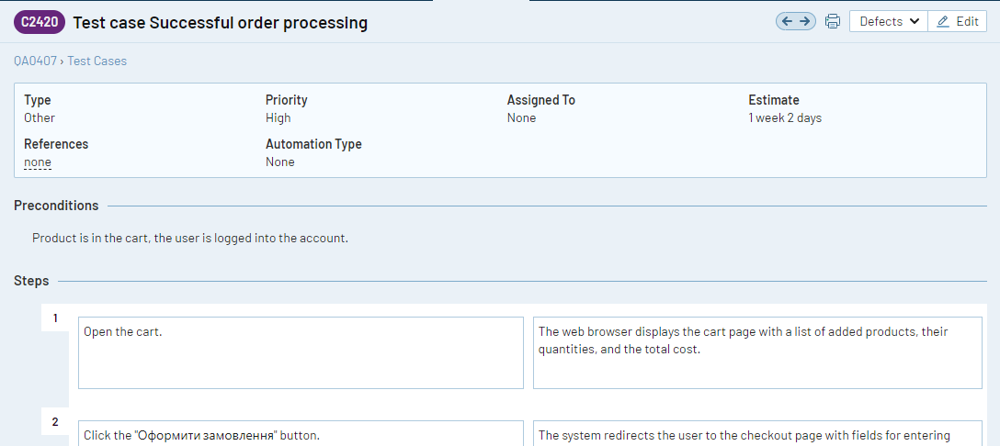 C2420 Test case Successful order processing
Defects
Edit
QA0407 › Test Cases
Type Priority Assigned To Estimate
Other High None 1 week 2 days
References Automation Type
none None
Preconditions
Product is in the cart, the user is logged into the account.
Steps
1
Open the cart.
The web browser displays the cart page with a list of added products, their
quantities, and the total cost.
2
Click the "Оформити замовлення" button.
The system redirects the user to the checkout page with fields for entering